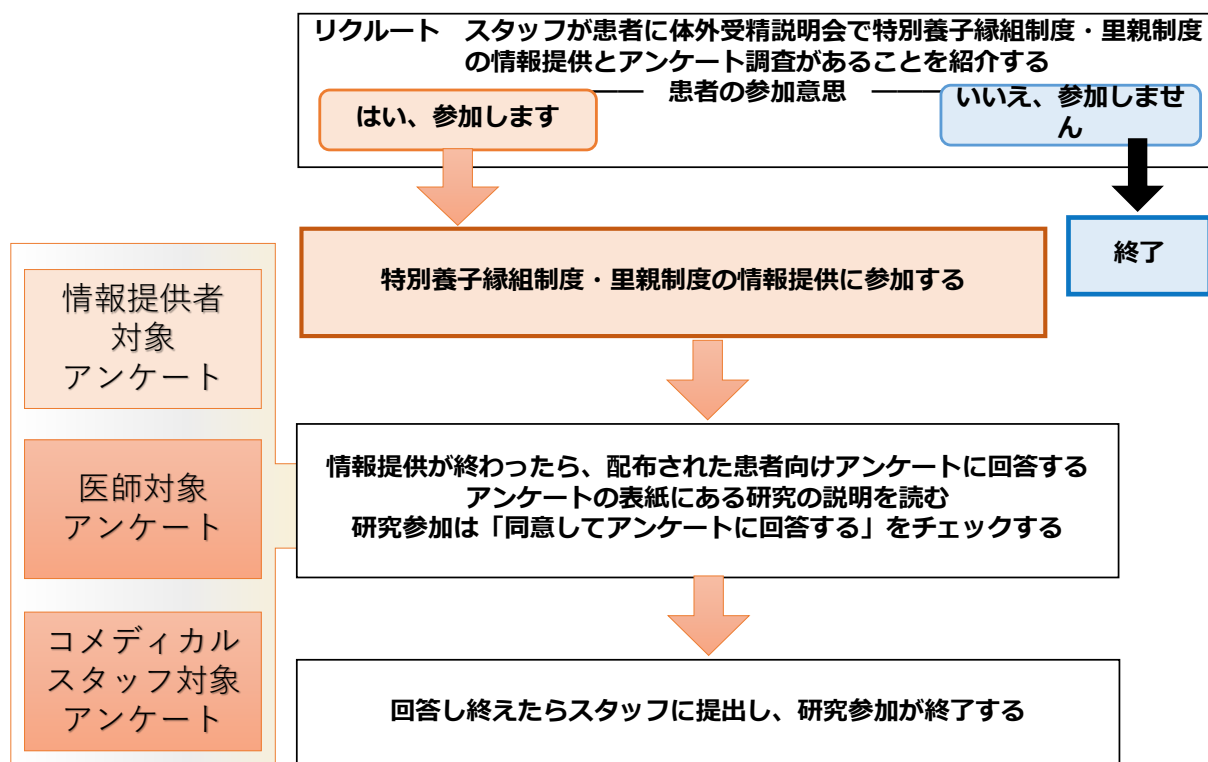 リクルート　スタッフが患者に体外受精説明会で特別養子縁組制度・里親制度
の情報提供とアンケート調査があることを紹介する
患者の参加意思
はい、参加します
いいえ、参加しませ
ん
終了
特別養子縁組制度・里親制度の情報提供に参加する
情報提供者
対象
アンケート
医師対象
アンケート
コメディカル
スタッフ対象
アンケート
情報提供が終わったら、配布された患者向けアンケートに回答する
アンケートの表紙にある研究の説明を読む
研究参加は「同意してアンケートに回答する」をチェックする
回答し終えたらスタッフに提出し、研究参加が終了する